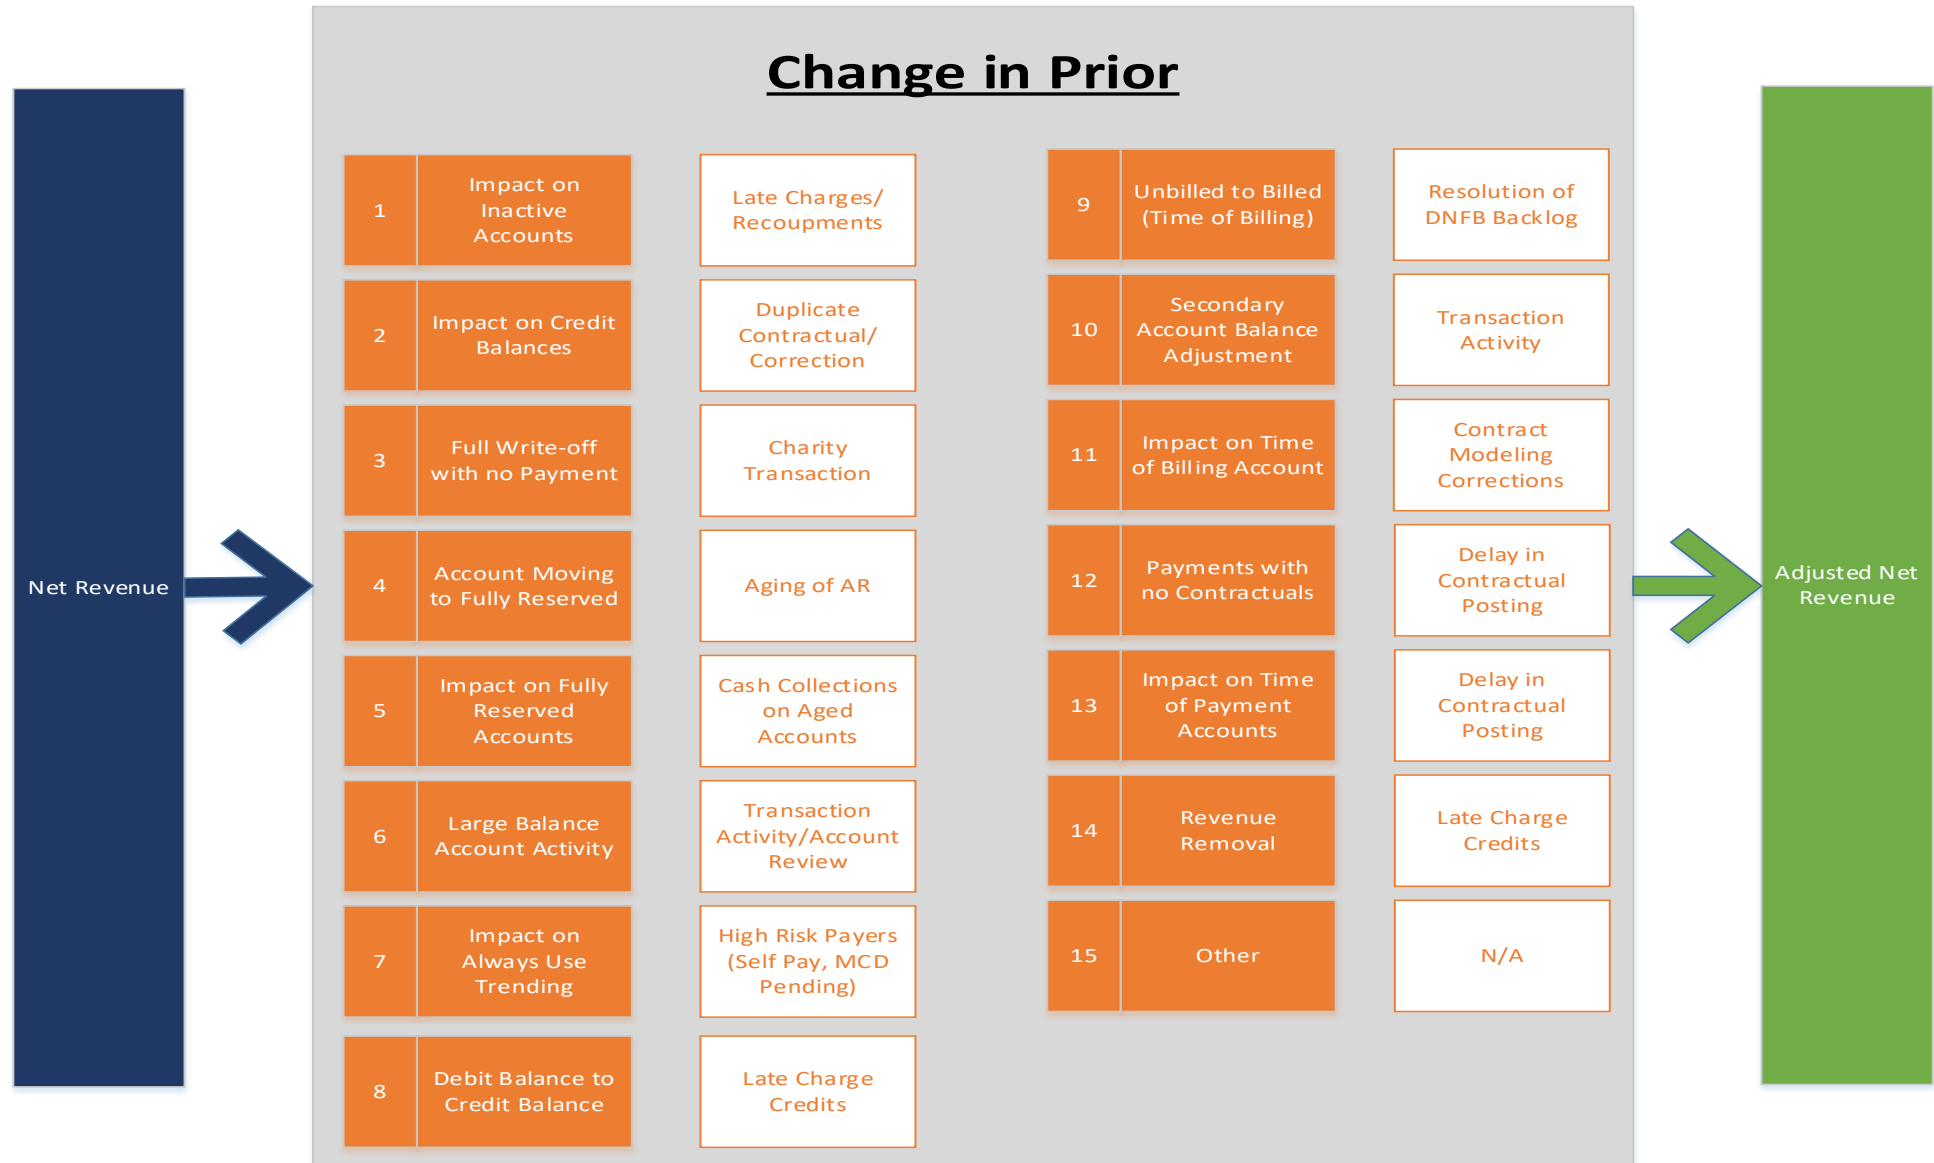 Change in Prior
Net Revenue
1
Impact on
Inactive
Accounts
Late Charges/
Recoupments
2
Impact on Credit
Balances
Duplicate
Contractual/
Correction
3
Full Write-off
with no Payment
Charity
Transaction
4
Account Moving
to Fully Reserved
Aging of AR
5
Impact on Fully
Reserved
Accounts
Cash Collections
on Aged
Accounts
6
Large Balance
Account Activity
Transaction
Activity/Account
Review
7
Impact on
Always Use
Trending
High Risk Payers
(Self Pay, MCD
Pending)
8
Debit Balance to
Credit Balance
Late Charge
Credits
9
Unbilled to Billed
(Time of Billing)
Resolution of
DNFB Backlog
10
Secondary
Account Balance
Adjustment
Transaction
Activity
11
Impact on Time
of Billing Account
Contract
Modeling
Corrections
12
Payments with
no Contractuals
Delay in
Contractual
Posting
13
Impact on Time
of Payment
Accounts
Delay in
Contractual
Posting
14
Revenue
Removal
Late Charge
Credits
15
Other
N/A
Adjusted Net
Revenue